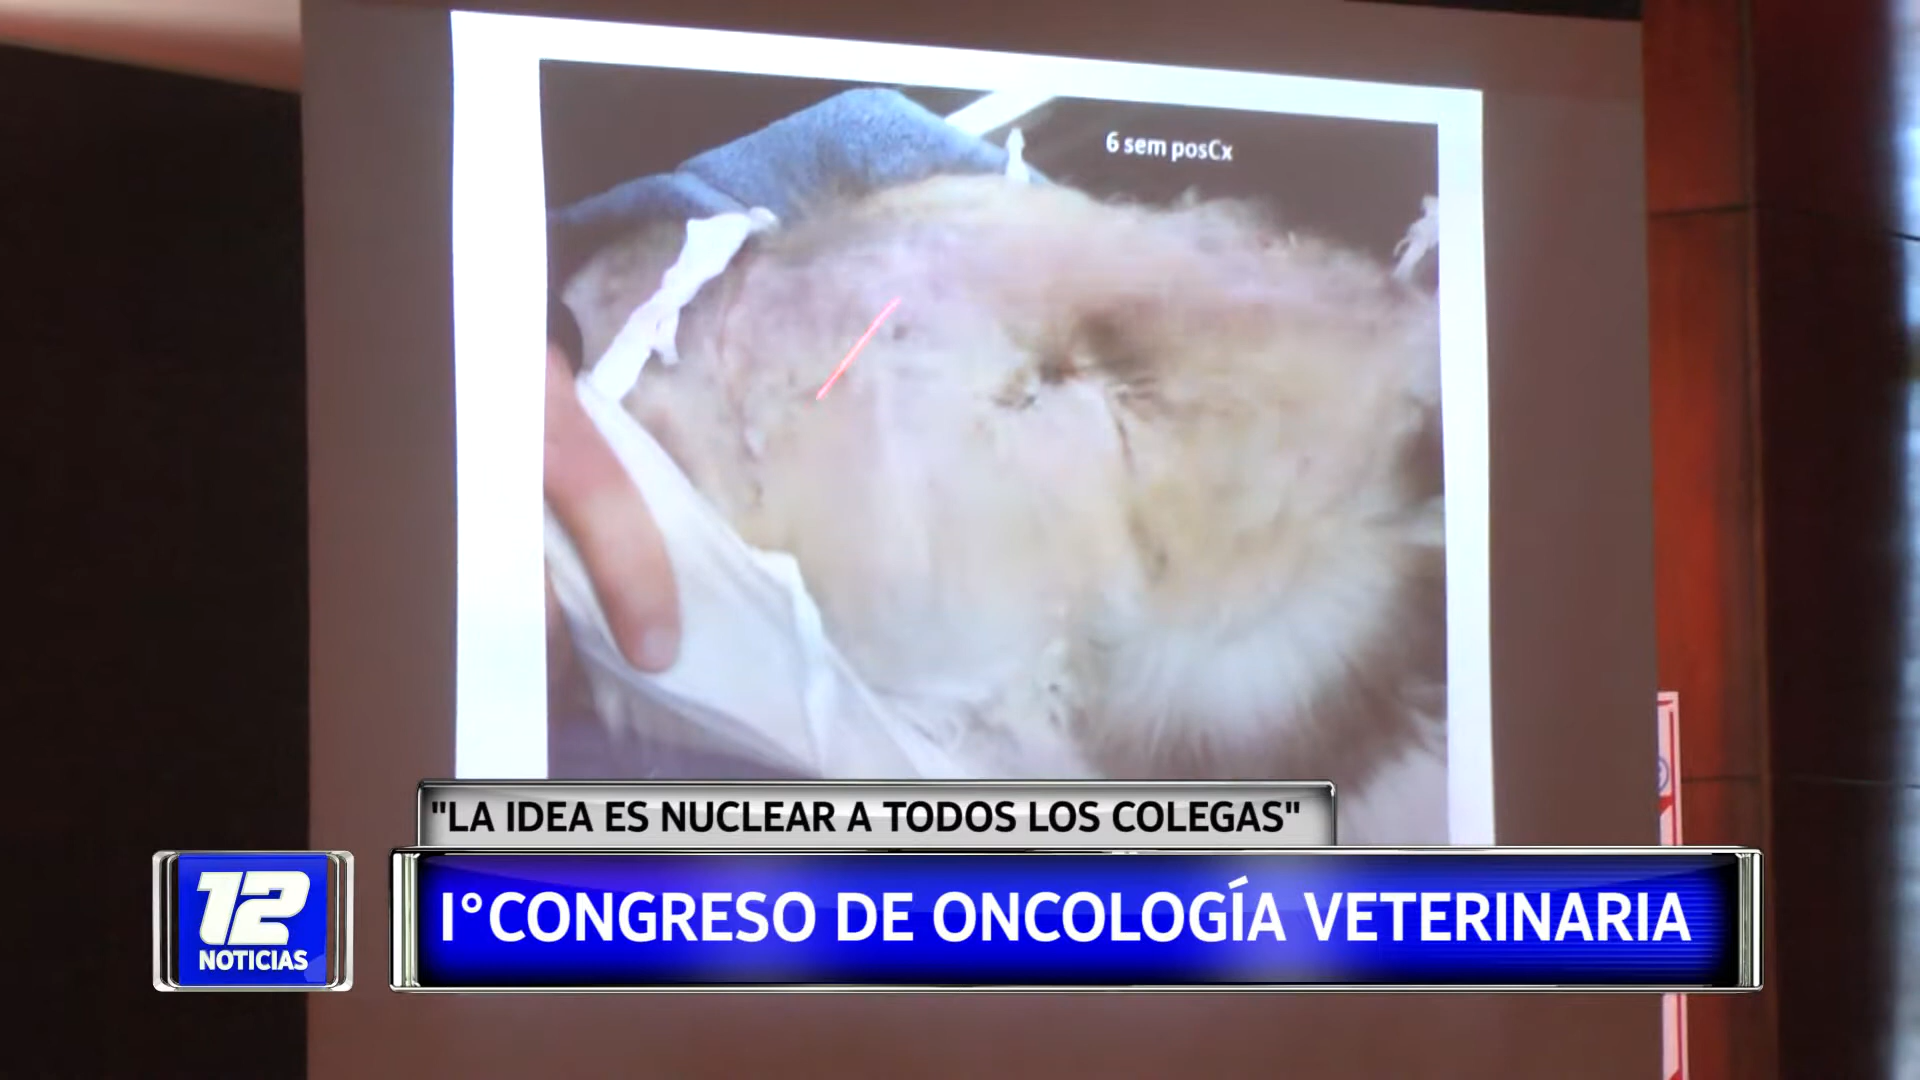 6 sem posCx
"LA IDEA ES NUCLEAR A TODOS LOS COLEGAS"
I°CONGRESO DE ONCOLOGÍA VETERINARIA
12
NOTICIAS